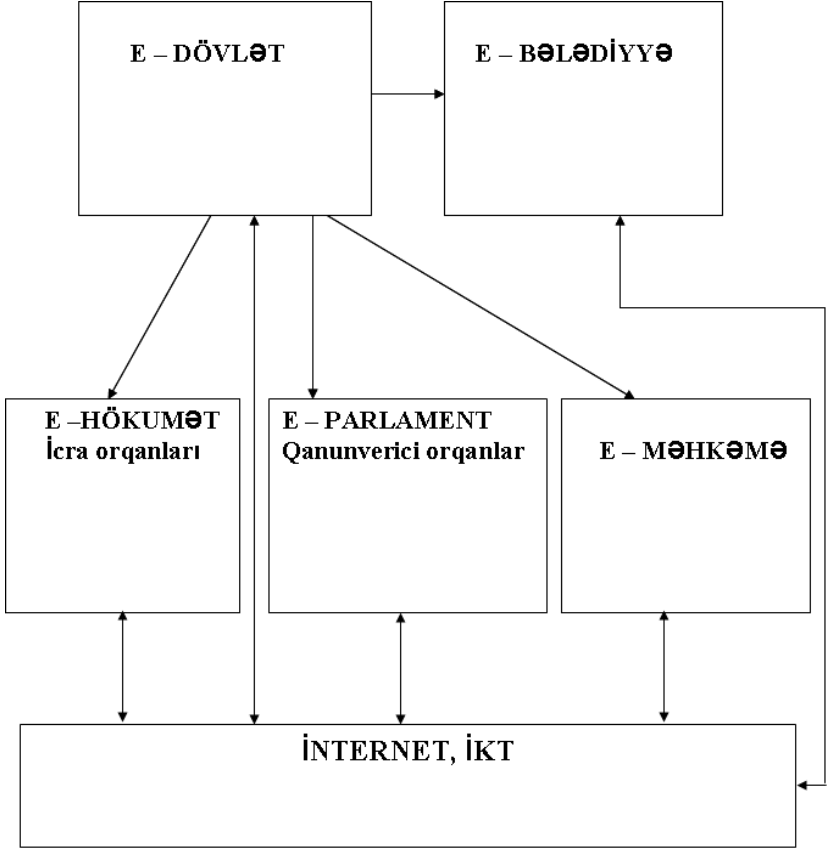 E – DÖVLƏT
E – BƏLƏDİYYƏ
E –HÖKUMƏT
İcra orqanları
E – PARLAMENT
Qanunverici orqanlar
E – MƏHKƏMƏ
İNTERNET, İKT